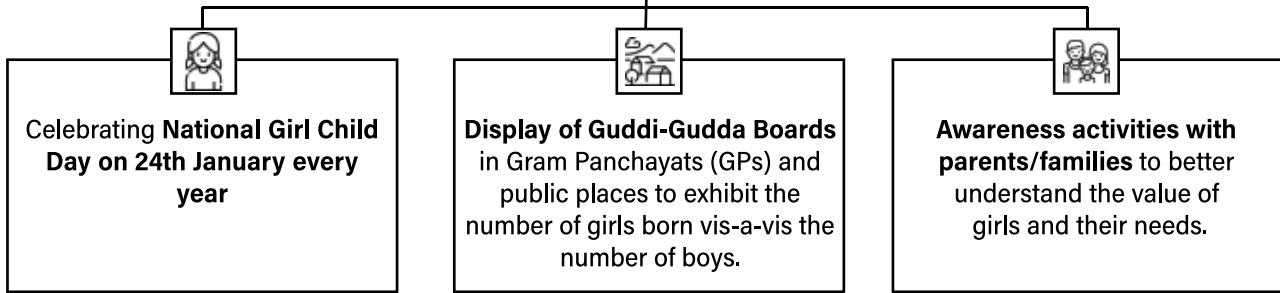 Celebrating National Girl Child
Day on 24th January every
year
Display of Guddi-Gudda Boards
in Gram Panchayats (GPs) and
public places to exhibit the
number of girls born vis-a-vis the
number of boys.
Awareness activities with
parents/families to better
understand the value of
girls and their needs.